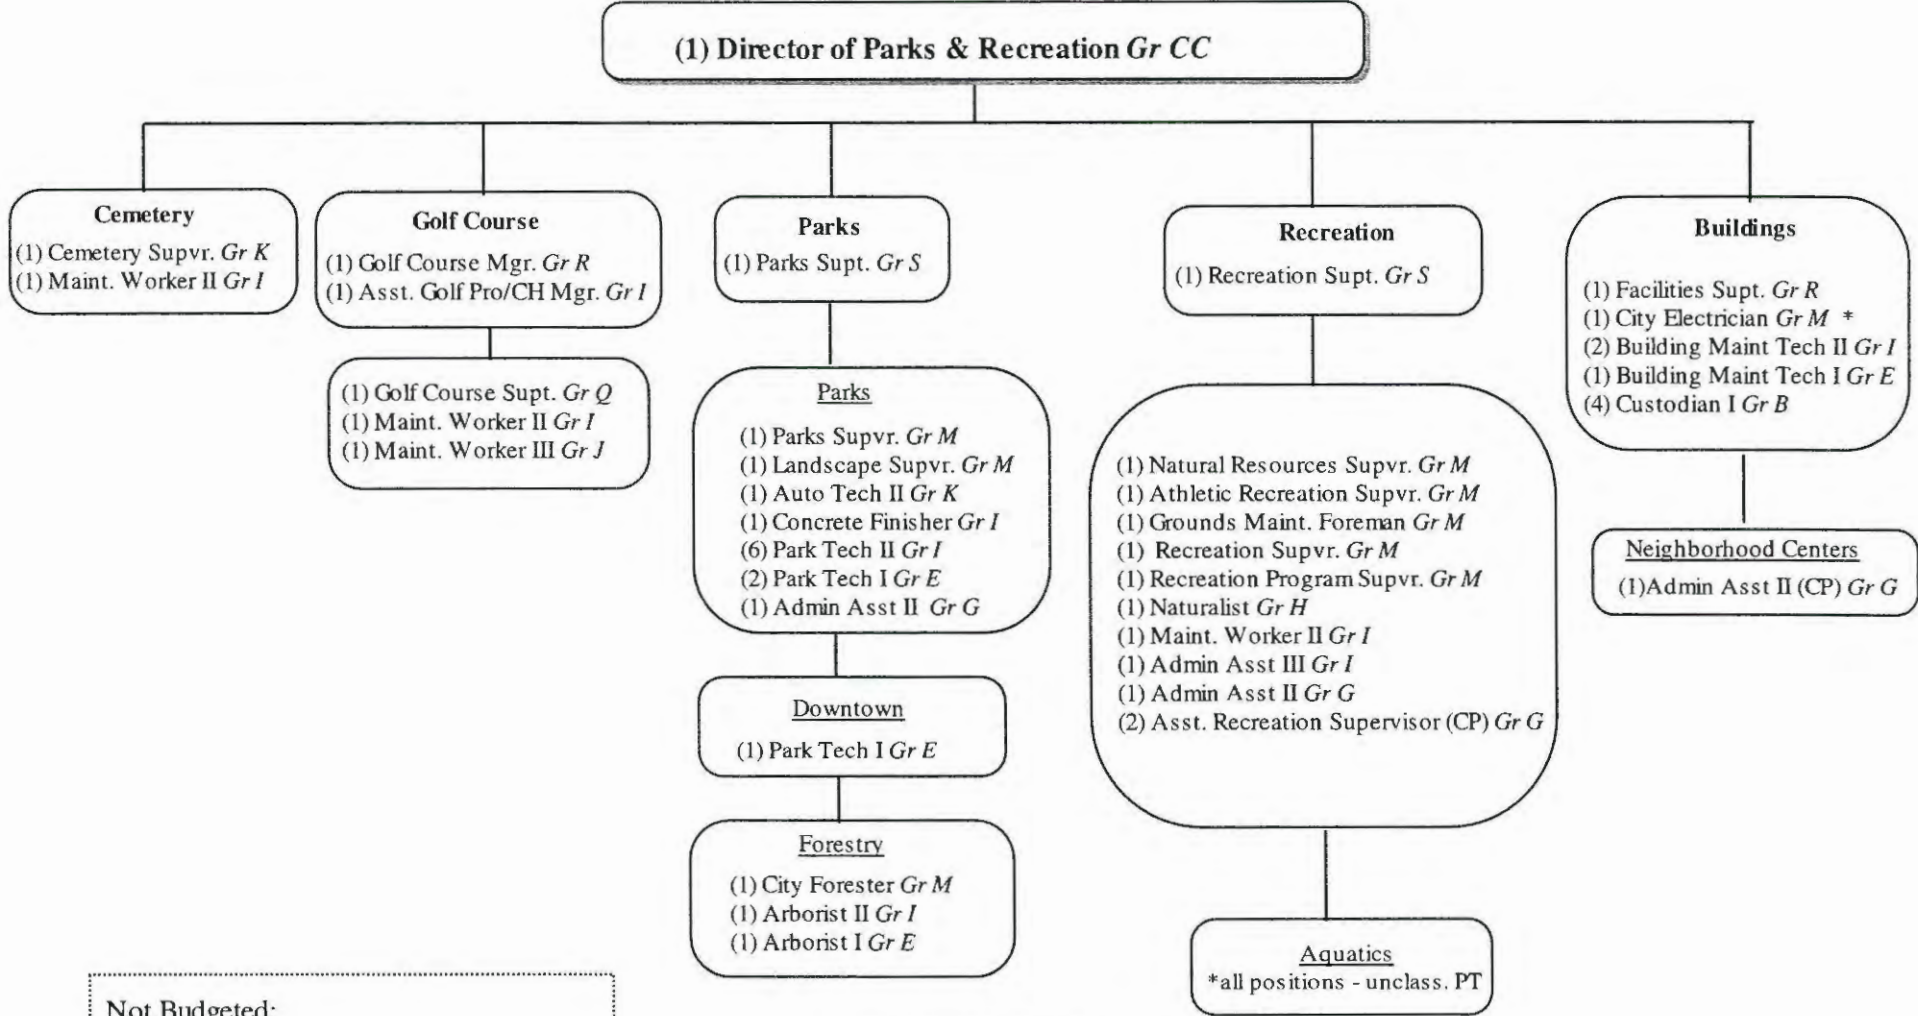 (1) Director of Parks & Recreation Gr CC
Cemetery
(1) Cemetery Supvr. Gr K
(1) Maint. Worker II Gr I
Golf Course
(1) Golf Course Mgr. Gr R
(1) Asst. Golf Pro/CH Mgr. Gr I
(1) Golf Course Supt. Gr Q
(1) Maint. Worker II Gr I
(1) Maint. Worker III Gr J
Parks
(1) Parks Supt. Gr S
Parks
(1) Parks Supvr. Gr M
(1) Landscape Supvr. Gr M
(1) Auto Tech II Gr K
(1) Concrete Finisher Gr I
(6) Park Tech II Gr I
(2) Park Tech I Gr E
(1) Admin Asst II Gr G
Downtown
(1) Park Tech I Gr E
Forestry
(1) City Forester Gr M
(1) Arborist II Gr I
(1) Arborist I Gr E
Recreation
(1) Recreation Supt. Gr S
(1) Natural Resources Supvr. Gr M
(1) Athletic Recreation Supvr. Gr M
(1) Grounds Maint. Foreman Gr M
(1) Recreation Supvr. Gr M
(1) Recreation Program Supvr. Gr M
(1) Naturalist Gr H
(1) Maint. Worker II Gr I
(1) Admin Asst III Gr I
(1) Admin Asst II Gr G
(2) Asst. Recreation Supervisor (CP) Gr G
Aquatics
*all positions - unclass. PT
Buildings
(1) Facilities Supt. Gr R
(1) City Electrician Gr M *
(2) Building Maint Tech II Gr I
(1) Building Maint Tech I Gr E
(4) Custodian I Gr B
Neighborhood Centers
(1)Admin Asst II (CP) Gr G
Not Budgeted: